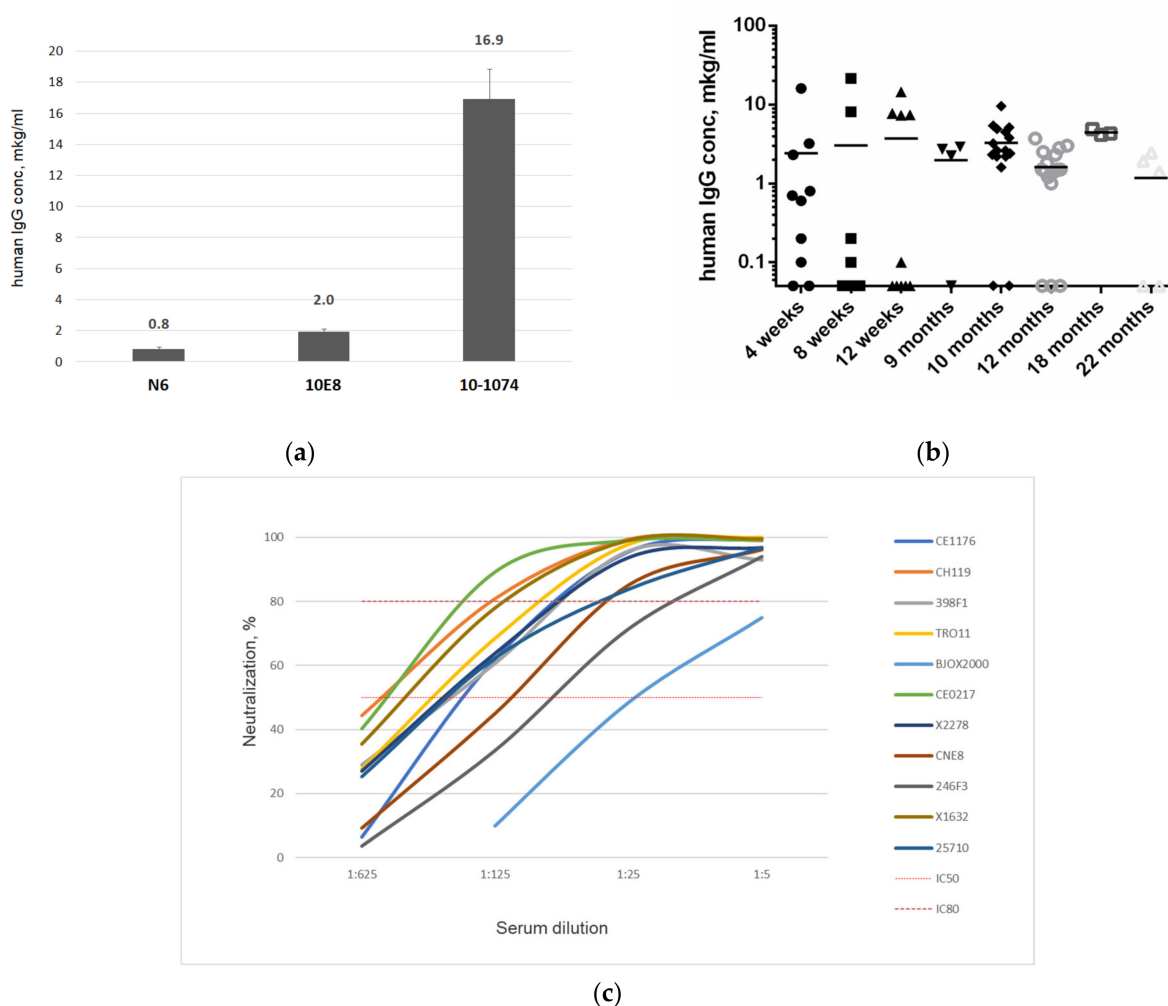 human IgG conc, mkg/ml
20
18
16
14
12
10
8
6
4
2
0
0.8
2.0
16.9
N6
10E8
10-1074
(a)
human IgG conc, mkg/ml
100
10
1
0.1
4 weeks
8 weeks
12 weeks
9 months
10 months
12 months
18 months
22 months
(b)
Neutralization, %
100
80
60
40
20
0
1:625
1:125
1:25
1:5
Serum dilution
CE1176
CH119
398F1
TRO11
BJOX2000
CE0217
X2278
CNE8
246F3
X1632
25710
IC50
IC80
(c)